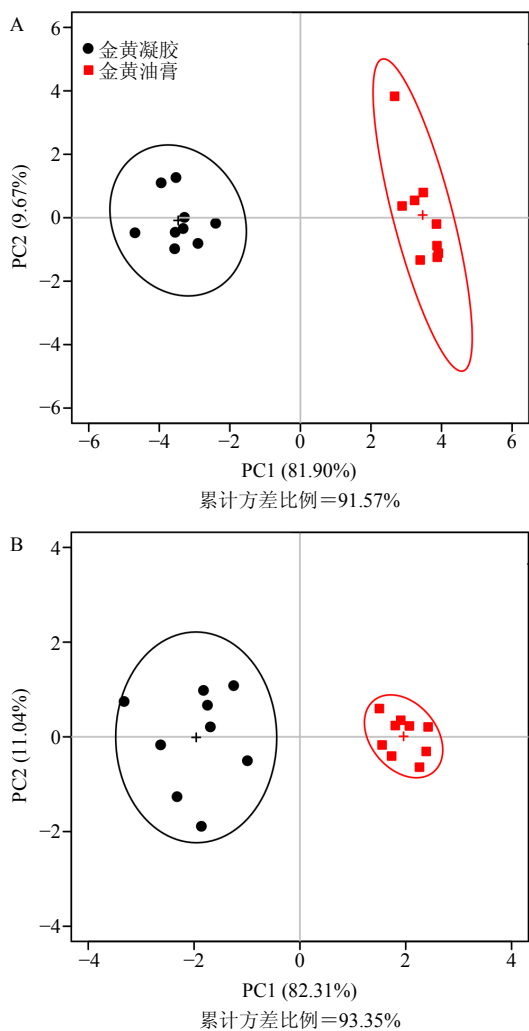 A
金黄凝胶
金黄油膏
6
4
2
0
−2
−4
−6
PC2 (9.67%)
−6 −4 −2 0 2 4 6
PC1 (81.90%)
累计方差比例＝91.57%
B
4
2
0
−2
−4
PC2 (11.04%)
−4 −2 0 2 4
PC1 (82.31%)
累计方差比例＝93.35%